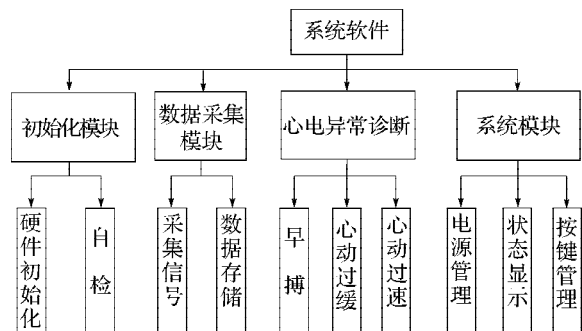 系统软件
初始化模块
数据采集
模块
心电异常诊断
系统模块
硬件初始化
自检
采集信号
数据存储
早搏
心动过缓
心动过速
电源管理
状态显示
按键管理